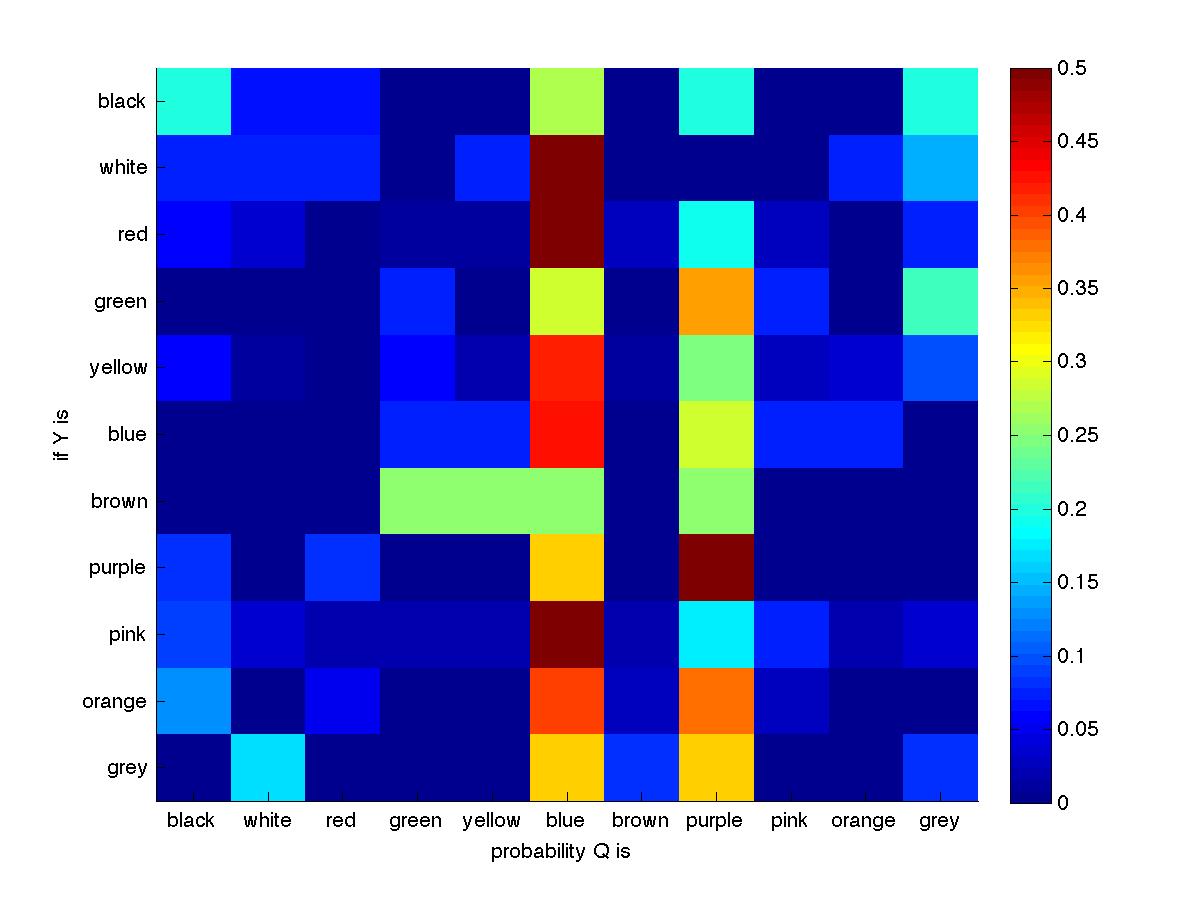 black
white
red
green
yellow
blue
brown
purple
pink
orange
grey
if Y is
black white red green yellow blue brown purple pink orange grey
probability Q is
0.5
0.45
0.4
0.35
0.3
0.25
0.2
0.15
0.1
0.05
0